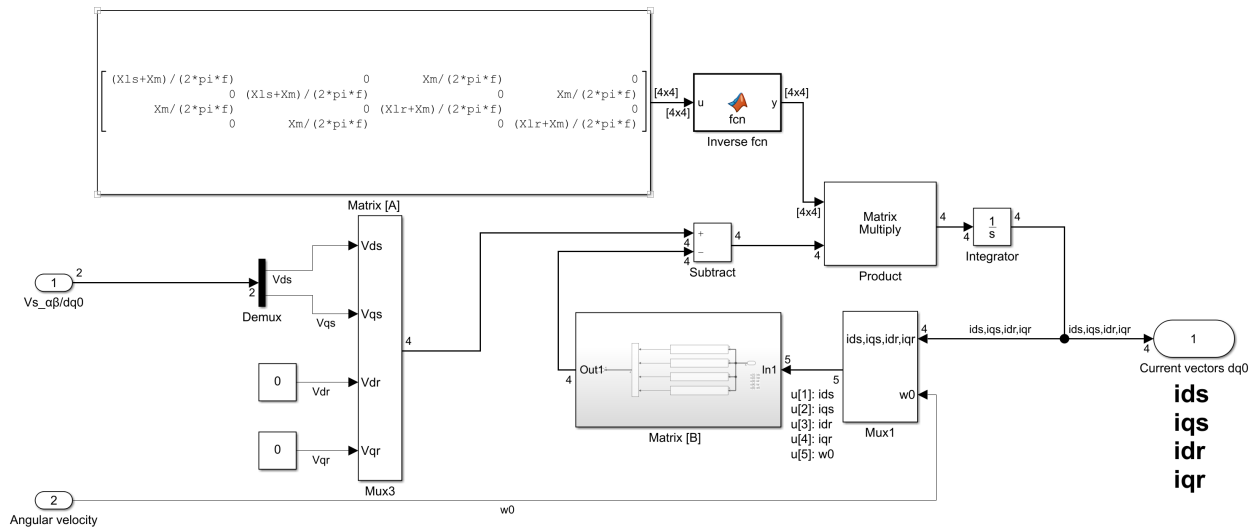 (Xls+Xm)/(2*pi*f) 0 Xm/(2*pi*f) 0
0 (Xls+Xm)/(2*pi*f) 0 Xm/(2*pi*f)
Xm/(2*pi*f) 0 (Xlr+Xm)/(2*pi*f) 0
0 Xm/(2*pi*f) 0 (Xlr+Xm)/(2*pi*f)
Matrix [A]
[4x4]
[4x4]
u
fcn
y
Inverse fcn
[4x4]
[4x4]
Matrix
Multiply
4
4
Product
4
1
s
4
Integrator
1
2
Vs_αβ/dq0
2
Demux
Vds
Vqs
Vds
Vqs
0
Vdr
Vdr
0
Vqr
Vqr
Mux3
4
+
4
−
4
4
Subtract
Out1
4
In1
5
Matrix [B]
u[1]: ids
u[2]: iqs
u[3]: idr
u[4]: iqr
u[5]: w0
5
ids,iqs,idr,iqr
4
w0
Mux1
ids,iqs,idr,iqr
ids,iqs,idr,iqr
4
1
Current vectors dq0
ids
iqs
idr
iqr
2
Angular velocity
w0